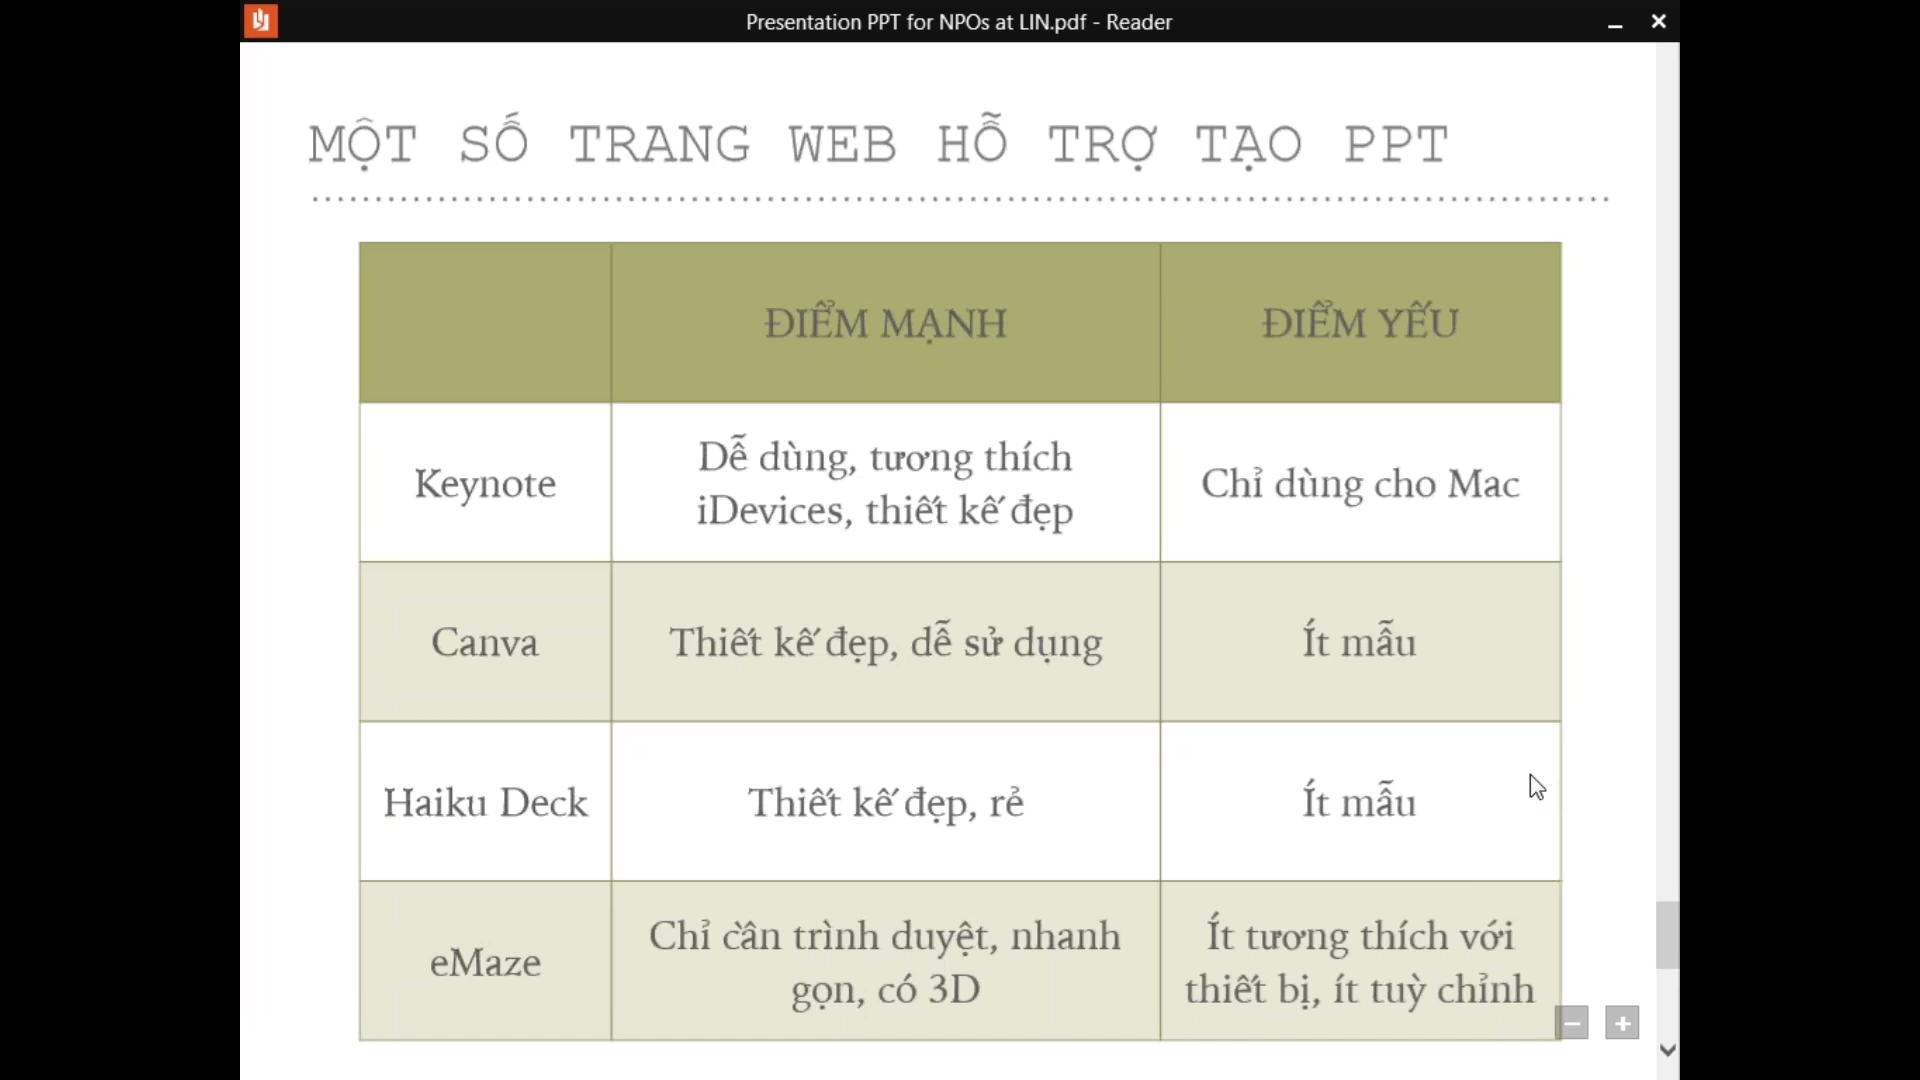 Presentation PPT for NPOs at LIN.pdf - Reader
MỘT SỐ TRANG WEB HỖ TRỢ TẠO PPT
ĐIỂM MẠNH
ĐIỂM YẾU
Keynote
Dễ dùng, tương thích
iDevices, thiết kế đẹp
Chỉ dùng cho Mac
Canva
Thiết kế đẹp, dễ sử dụng
Ít mẫu
Haiku Deck
Thiết kế đẹp, rẻ
Ít mẫu
eMaze
Chỉ cần trình duyệt, nhanh
gọn, có 3D
Ít tương thích với
thiết bị, ít tuỳ chỉnh